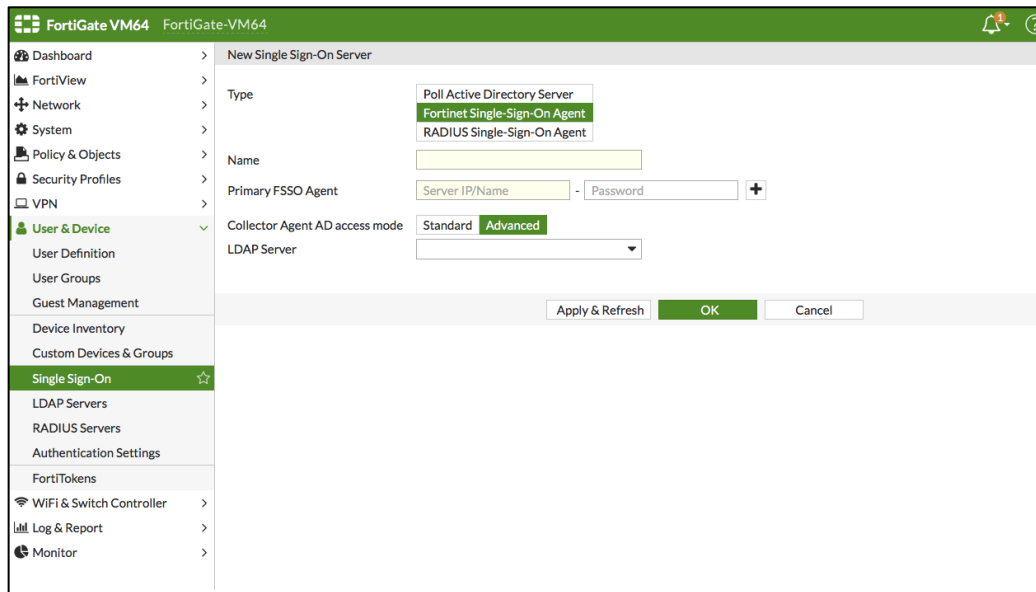 FortiGate VM64 FortiGate-VM64 1
Dashboard
FortiView
Network
System
Policy & Objects
Security Profiles
VPN
User & Device
User Definition
User Groups
Guest Management
Device Inventory
Custom Devices & Groups
Single Sign-On
LDAP Servers
RADIUS Servers
Authentication Settings
FortiTokens
WiFi & Switch Controller
Log & Report
Monitor
New Single Sign-On Server
Type
Poll Active Directory Server
Fortinet Single-Sign-On Agent
RADIUS Single-Sign-On Agent
Name
Primary FSSO Agent Server IP/Name - Password
Collector Agent AD access mode Standard Advanced
LDAP Server
Apply & Refresh OK Cancel